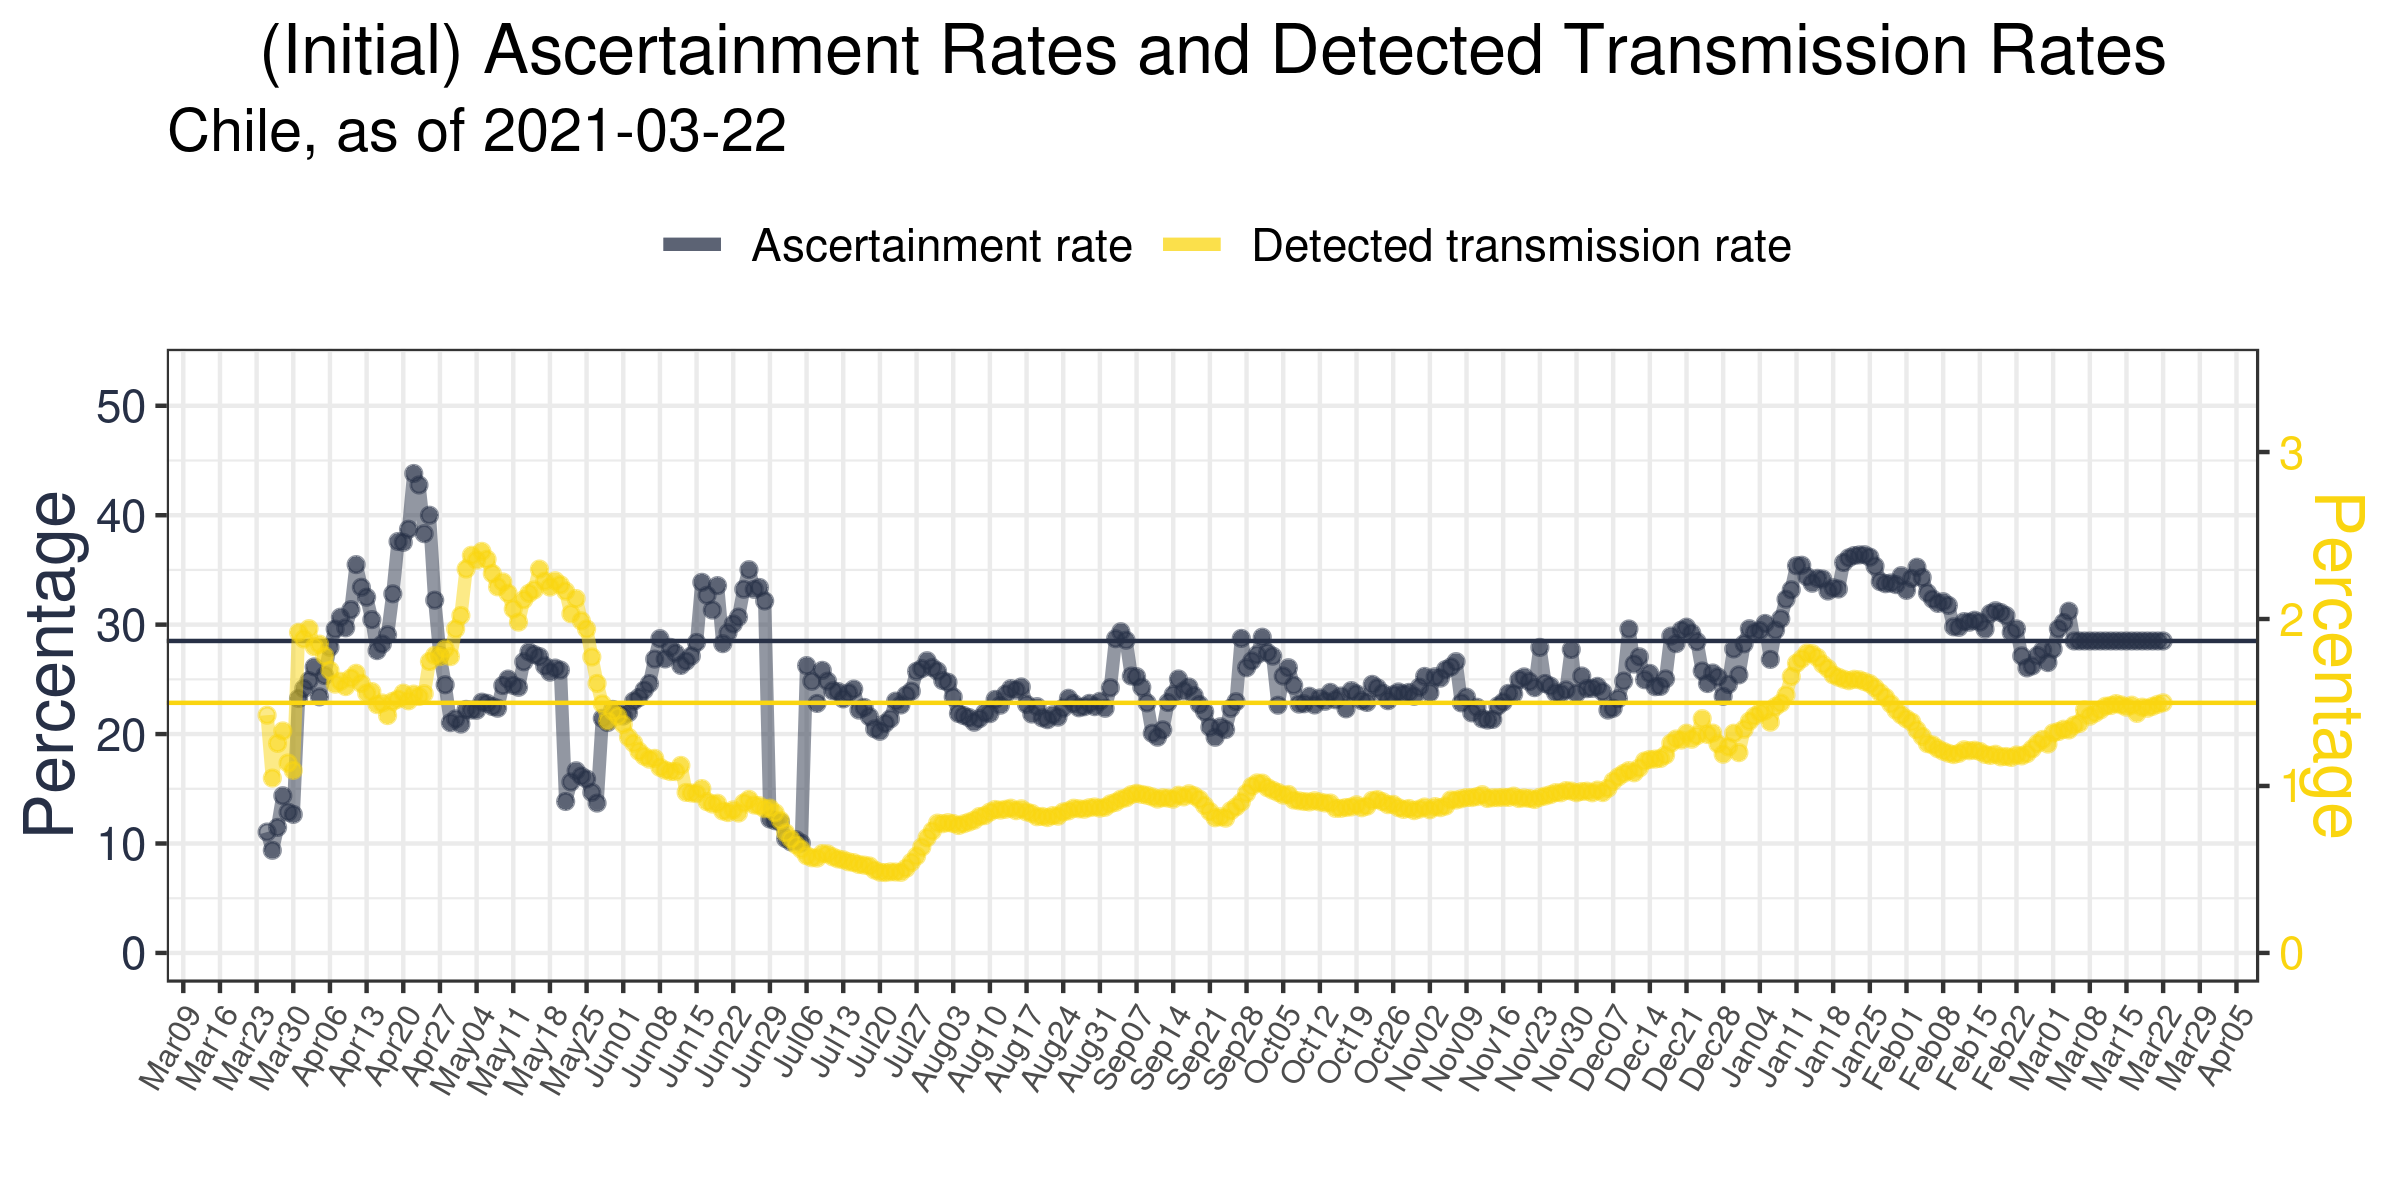 (Initial) Ascertainment Rates and Detected Transmission Rates
Chile, as of 2021-03-22
Ascertainment rate
Detected transmission rate
Percentage
50
40
30
20
10
0
3
2
1
0
Percentage
Mar09
Mar16
Mar23
Mar30
Apr06
Apr13
Apr20
Apr27
May04
May11
May18
May25
Jun01
Jun08
Jun15
Jun22
Jun29
Jul06
Jul13
Jul20
Jul27
Aug03
Aug10
Aug17
Aug24
Aug31
Sep07
Sep14
Sep21
Sep28
Oct05
Oct12
Oct19
Oct26
Nov02
Nov09
Nov16
Nov23
Nov30
Dec07
Dec14
Dec21
Dec28
Jan04
Jan11
Jan18
Jan25
Feb01
Feb08
Feb15
Feb22
Mar01
Mar08
Mar15
Mar22
Mar29
Apr05